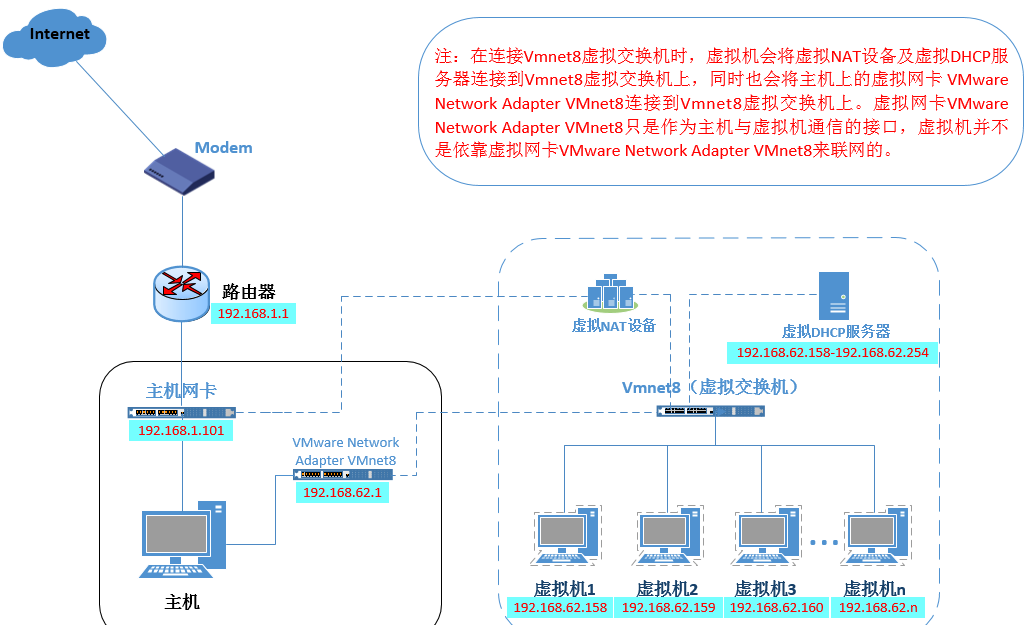 Internet
注：在连接Vmnet8虚拟交换机时，虚拟机会将虚拟NAT设备及虚拟DHCP服
务器连接到Vmnet8虚拟交换机上，同时也会将主机上的虚拟网卡 VMware
Network Adapter VMnet8连接到Vmnet8虚拟交换机上。虚拟网卡VMware
Network Adapter VMnet8只是作为主机与虚拟机通信的接口，虚拟机并不
是依靠虚拟网卡VMware Network Adapter VMnet8来联网的。
Modem
路由器
192.168.1.1
虚拟NAT设备
虚拟DHCP服务器
192.168.62.158-192.168.62.254
主机网卡
192.168.1.101
Vmnet8（虚拟交换机）
VMware Network
Adapter VMnet8
192.168.62.1
主机
虚拟机1
192.168.62.158
虚拟机2
192.168.62.159
虚拟机3
192.168.62.160
虚拟机n
192.168.62.n